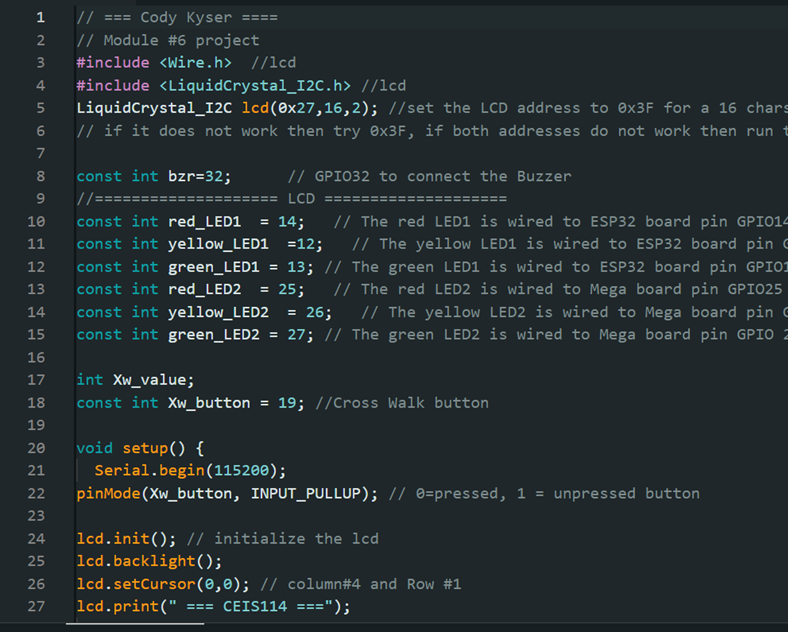 1 // === Cody Kyser ====
2 // Module #6 project
3 #include <Wire.h>  //lcd
4 #include <LiquidCrystal_I2C.h> //lcd
5 LiquidCrystal_I2C lcd(0x27,16,2); //set the LCD address to 0x3F for a 16 chars
6 // if it does not work then try 0x3F, if both addresses do not work then run
7
8 const int bzr=32;      // GPIO32 to connect the Buzzer
9 //==================== LCD ====================
10 const int red_LED1  = 14;   // The red LED1 is wired to ESP32 board pin GPIO14
11 const int yellow_LED1  =12;   // The yellow LED1 is wired to ESP32 board pin
12 const int green_LED1 = 13; // The green LED1 is wired to ESP32 board pin GPIO1
13 const int red_LED2  = 25;   // The red LED2 is wired to Mega board pin GPIO25
14 const int yellow_LED2  = 26;   // The yellow LED2 is wired to Mega board pin
15 const int green_LED2 = 27; // The green LED2 is wired to Mega board pin GPIO 2
16
17 int Xw_value;
18 const int Xw_button = 19; //Cross Walk button
19
20 void setup() {
21   Serial.begin(115200);
22 pinMode(Xw_button, INPUT_PULLUP); // 0=pressed, 1 = unpressed button
23
24 lcd.init(); // initialize the lcd
25 lcd.backlight();
26 lcd.setCursor(0,0); // column#4 and Row #1
27 lcd.print(" === CEIS114 ===");